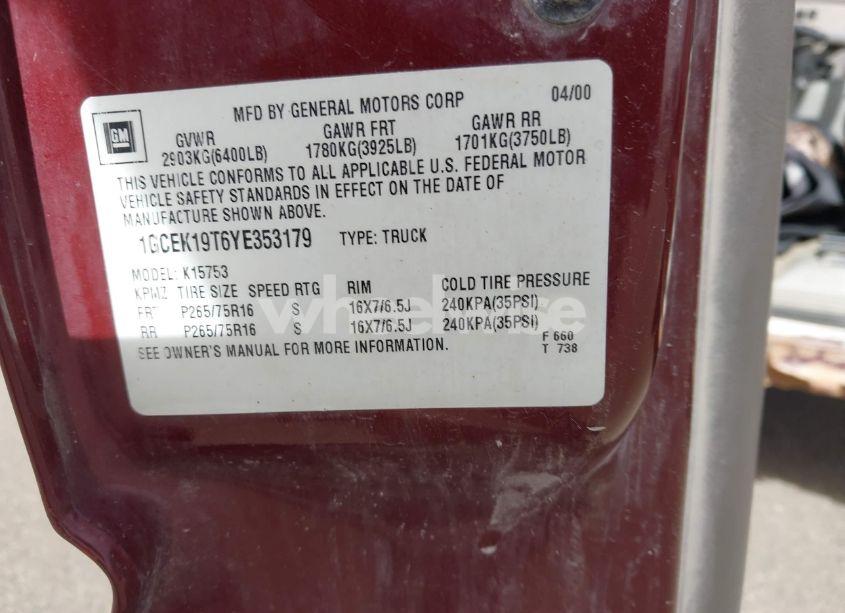 MFD BY GENERAL MOTORS CORP 04/00
GM
GVWR GAWR FRT GAWR RR
2903KG(6400LB) 1780KG(3925LB) 1701KG(3750LB)
THIS VEHICLE CONFORMS TO ALL APPLICABLE U.S. FEDERAL MOTOR
VEHICLE SAFETY STANDARDS IN EFFECT ON THE DATE OF
MANUFACTURE SHOWN ABOVE.
1GCEK19T6YE353179 TYPE: TRUCK
MODEL: K15753
KPMZ TIRE SIZE SPEED RTG RIM COLD TIRE PRESSURE
FRT P265/75R16 S 16X7/6.5J 240KPA(35PSI)
RR P265/75R16 S 16X7/6.5J 240KPA(35PSI)
SEE OWNER'S MANUAL FOR MORE INFORMATION.
F 660
T 738